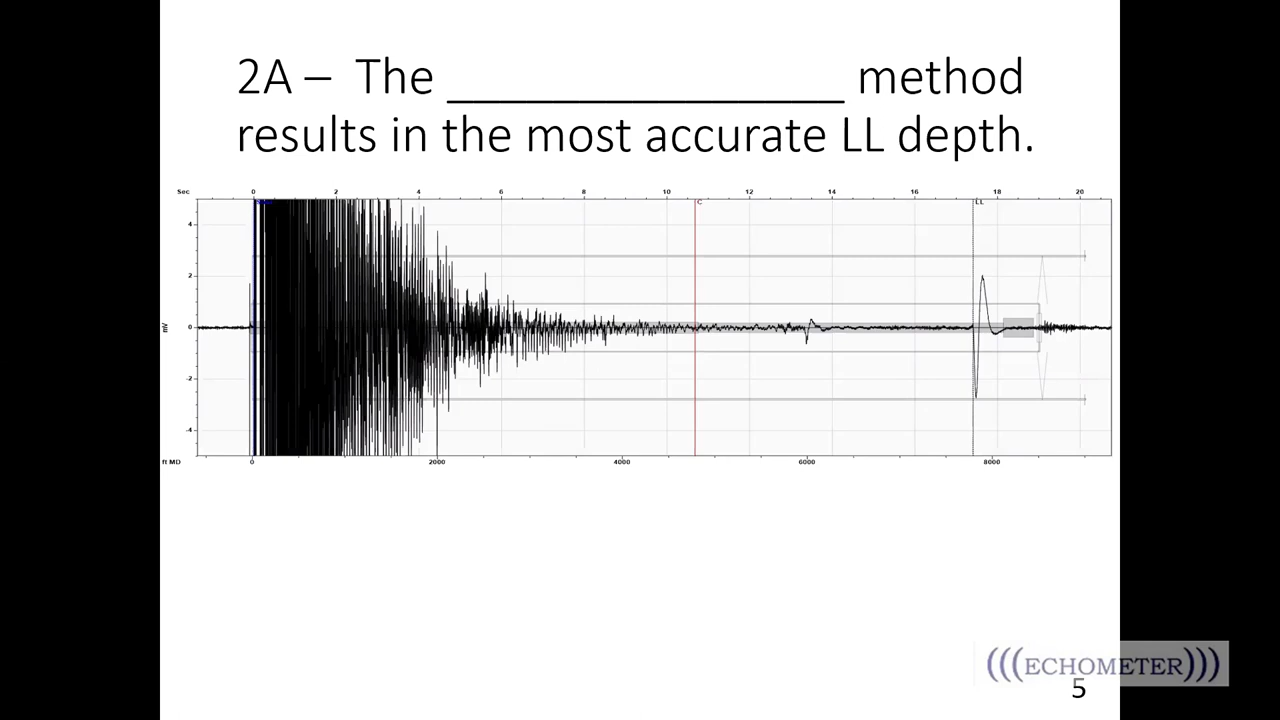 2A – The ________________ method
results in the most accurate LL depth.
Sec 0 2 4 6 8 10 12 14 16 18 20
C LL
4
2
0
mV
-2
-4
ft MD 0 2000 4000 6000 8000
(((ECHOMETER)))
5